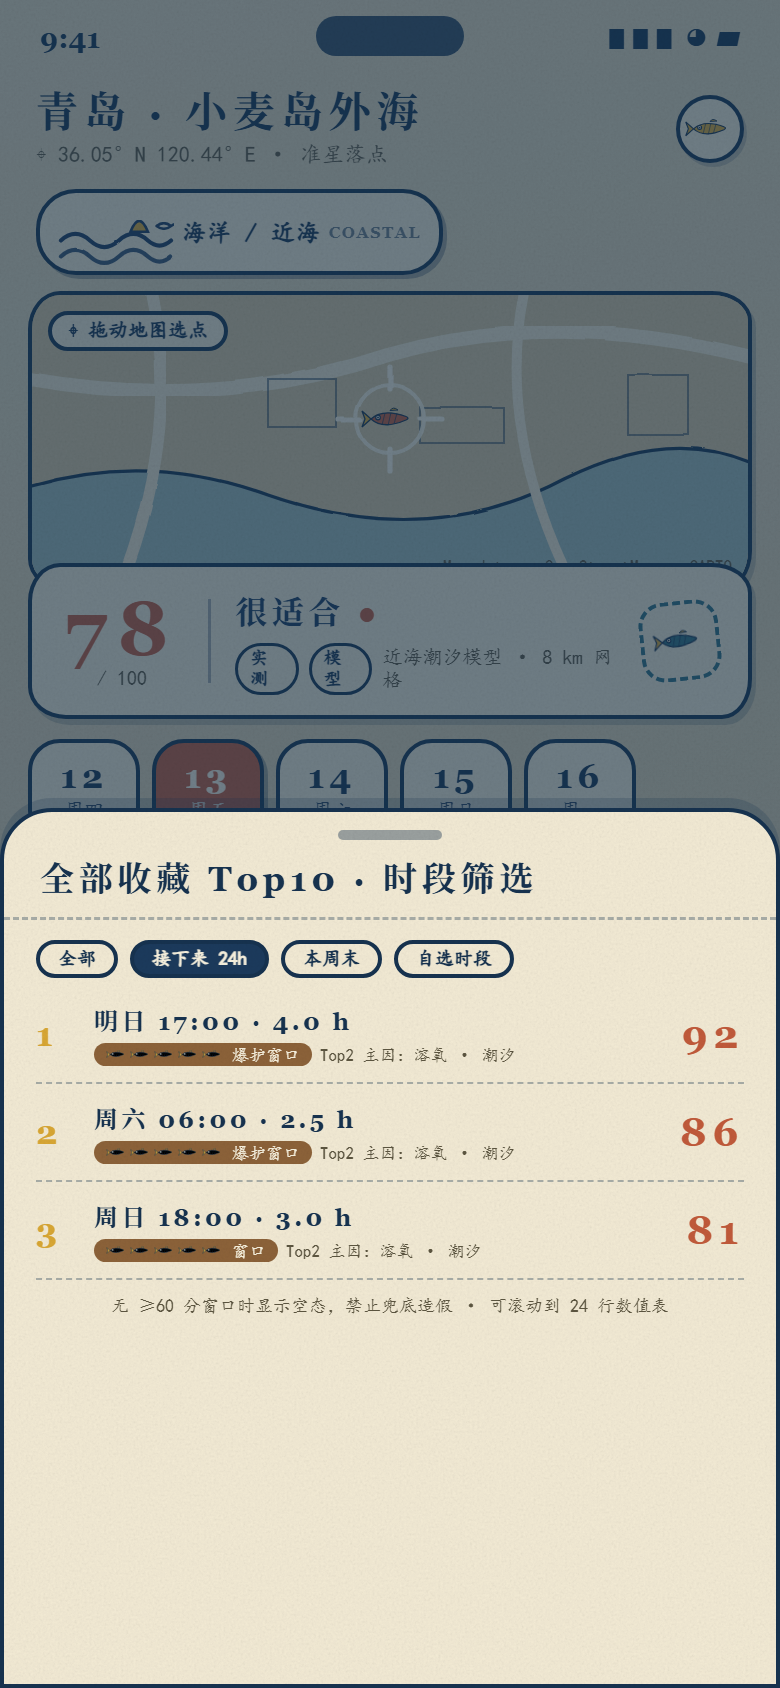 9:41
青岛 · 小麦岛外海
⌖ 36.05° N 120.44° E • 准星落点
海洋 / 近海 COASTAL
⌖ 拖动地图选点
78
/ 100
很适合
实测
模型
近海潮汐模型 • 8 km 网格
12
13
14
15
16
全部收藏 Top10 · 时段筛选
全部
接下来 24h
本周末
自选时段
1
明日 17:00 · 4.0 h
爆护窗口 Top2 主因: 溶氧 • 潮汐
92
2
周六 06:00 · 2.5 h
爆护窗口 Top2 主因: 溶氧 • 潮汐
86
3
周日 18:00 · 3.0 h
窗口 Top2 主因: 溶氧 • 潮汐
81
无 ≥60 分窗口时显示空态, 禁止兜底造假 • 可滚动到 24 行数值表